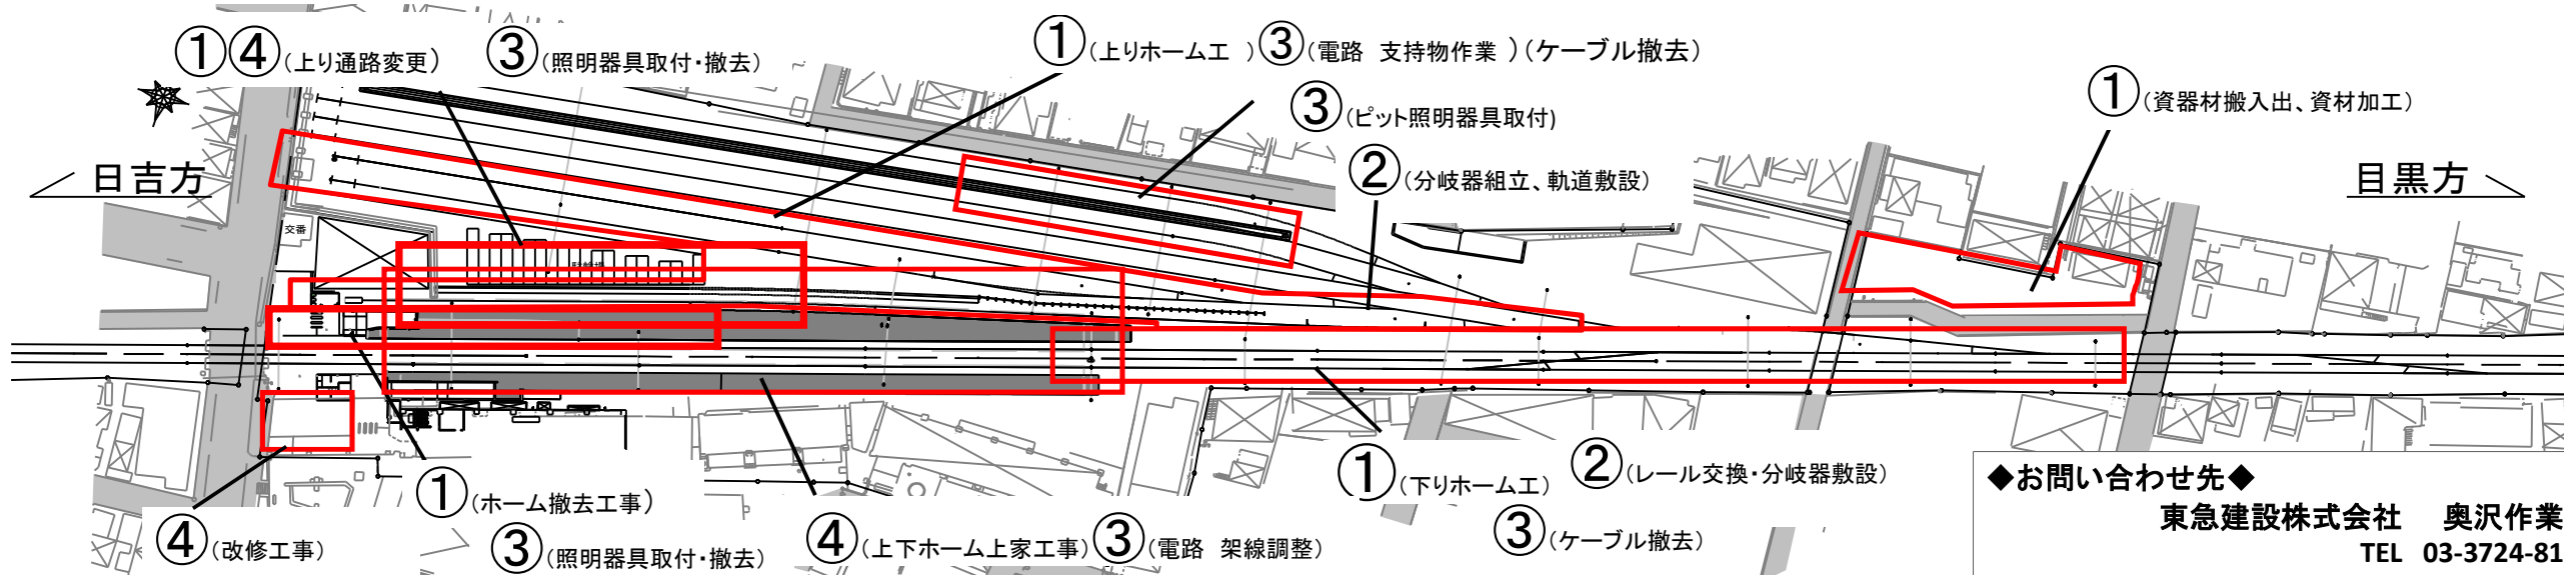 ①④(上り通路変更) ③(照明器具取付・撤去) ①(上りホームエ )③(電路 支持物作業 )(ケーブル撤去)
③(ピット照明器具取付)
①(資器材搬入出、資材加工)
②(分岐器組立、軌道敷設)
日吉方
目黒方
交番
①(ホーム撤去工事)
③(照明器具取付・撤去)
④(改修工事)
④(上下ホーム上家工事)③(電路 架線調整)
①(下りホーム工) ②(レール交換・分岐器敷設)
③(ケーブル撤去)
◆お問い合わせ先◆
東急建設株式会社 奥沢作業
TEL 03-3724-81